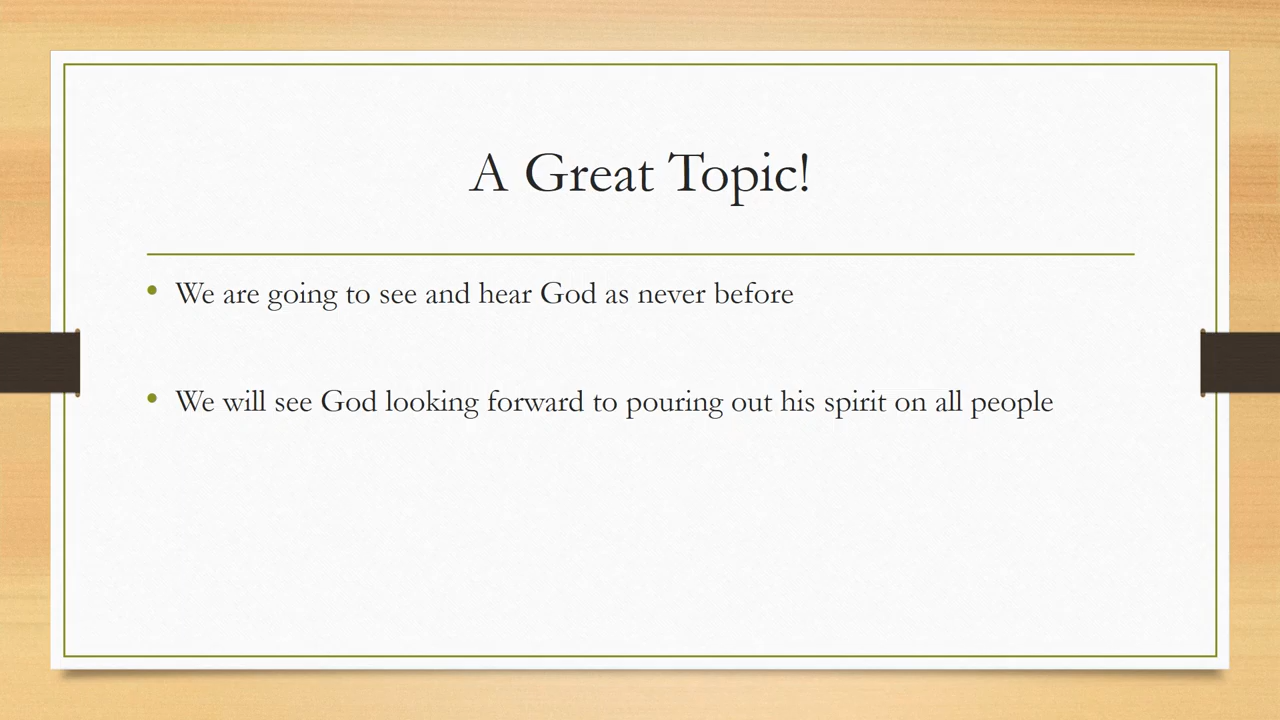 A Great Topic!
• We are going to see and hear God as never before
• We will see God looking forward to pouring out his spirit on all people